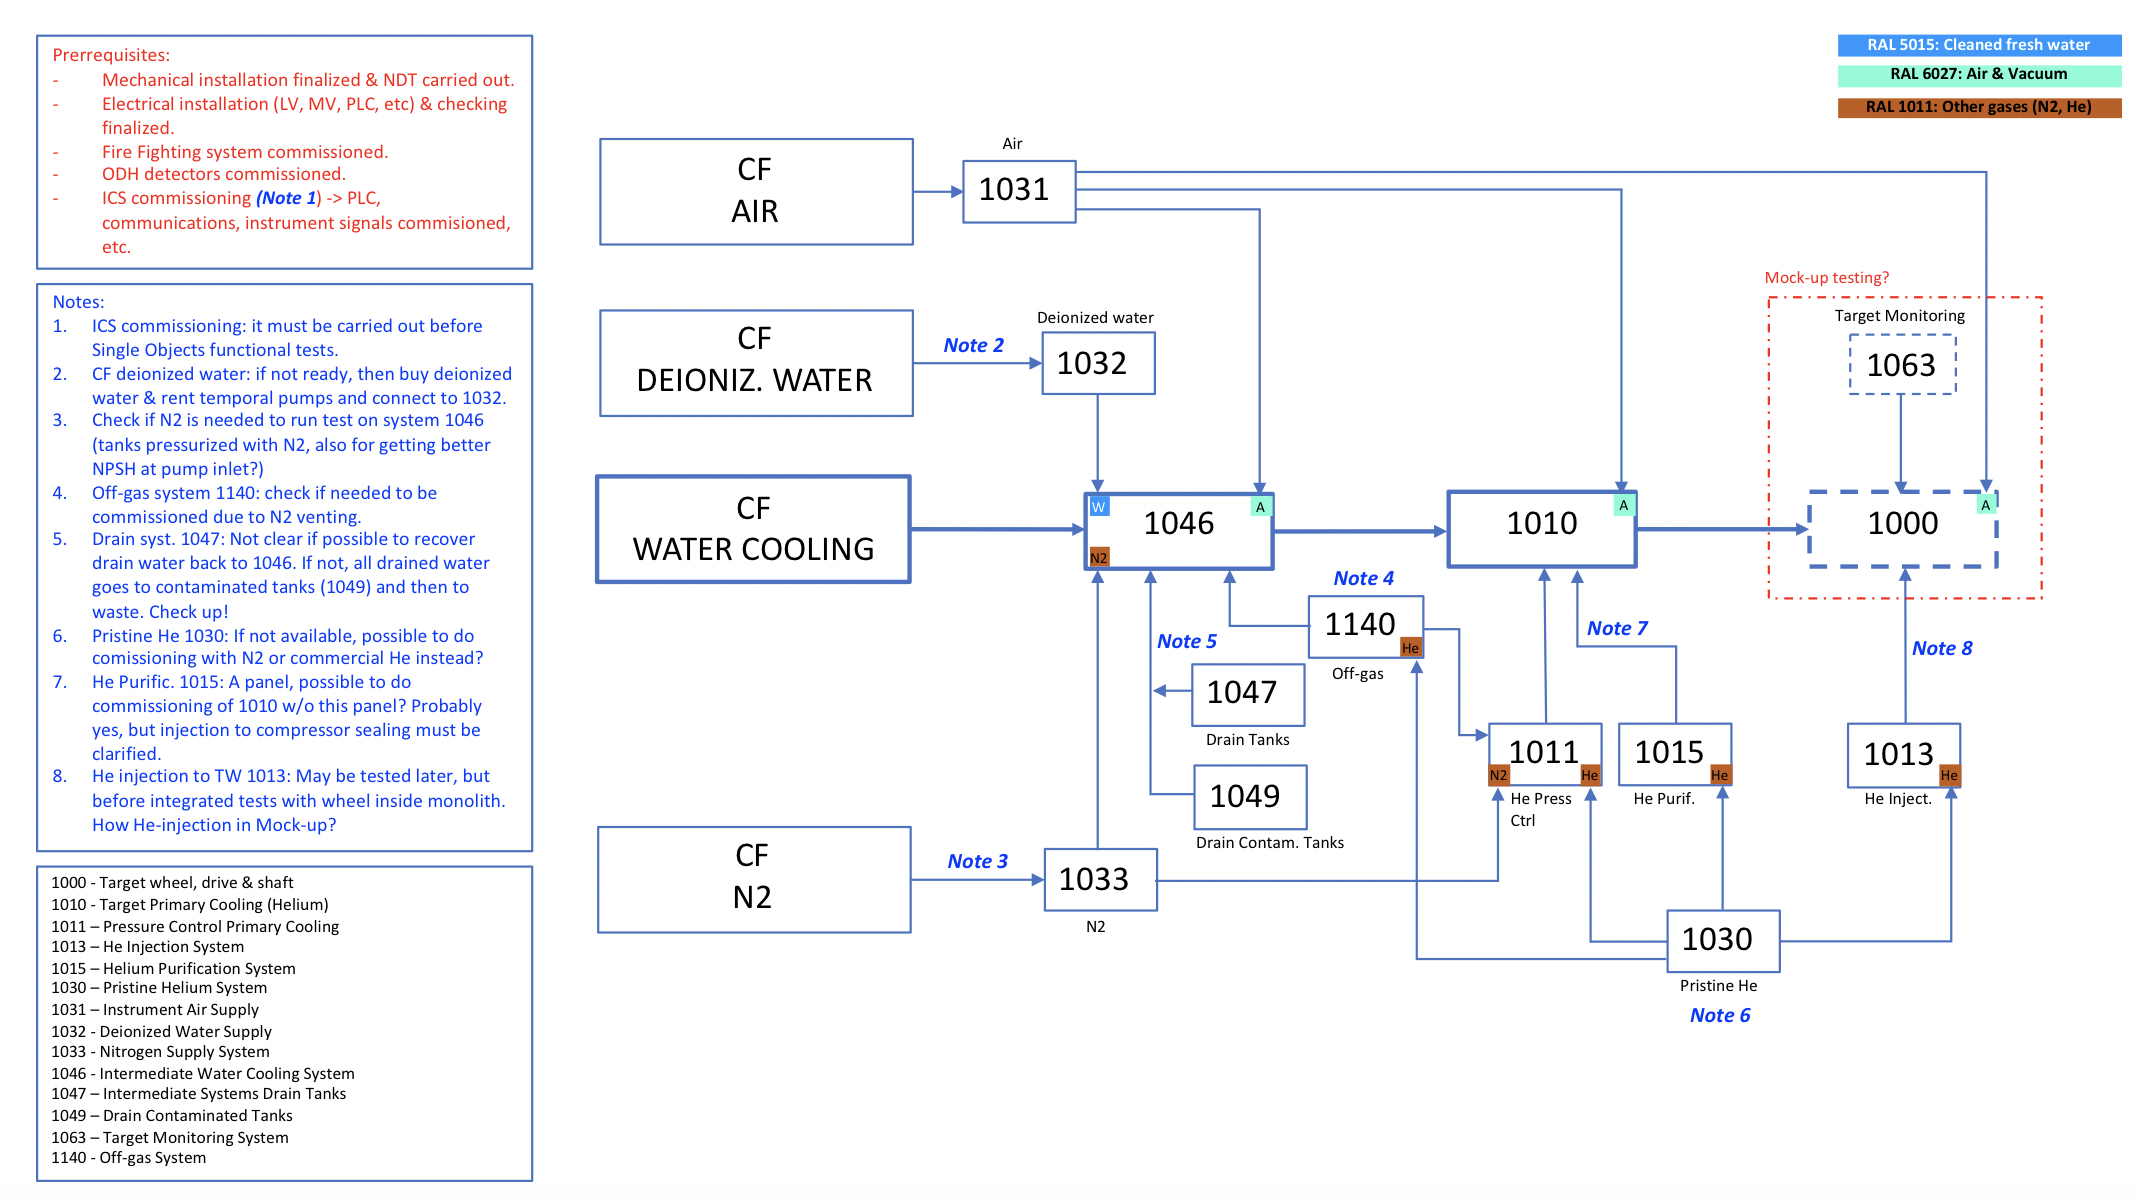 Prerrequisites:
- Mechanical installation finalized & NDT carried out.
- Electrical installation (LV, MV, PLC, etc) & checking
finalized.
- Fire Fighting system commissioned.
- ODH detectors commissioned.
- ICS commissioning (Note 1) -> PLC,
communications, instrument signals commisioned,
etc.
Notes:
1. ICS commissioning: it must be carried out before
Single Objects functional tests.
2. CF deionized water: if not ready, then buy deionized
water & rent temporal pumps and connect to 1032.
3. Check if N2 is needed to run test on system 1046
(tanks pressurized with N2, also for getting better
NPSH at pump inlet?)
4. Off-gas system 1140: check if needed to be
commissioned due to N2 venting.
5. Drain syst. 1047: Not clear if possible to recover
drain water back to 1046. If not, all drained water
goes to contaminated tanks (1049) and then to
waste. Check up!
6. Pristine He 1030: If not available, possible to do
comissioning with N2 or commercial He instead?
7. He Purific. 1015: A panel, possible to do
commissioning of 1010 w/o this panel? Probably
yes, but injection to compressor sealing must be
clarified.
8. He injection to TW 1013: May be tested later, but
before integrated tests with wheel inside monolith.
How He-injection in Mock-up?
1000 - Target wheel, drive & shaft
1010 - Target Primary Cooling (Helium)
1011 – Pressure Control Primary Cooling
1013 – He Injection System
1015 – Helium Purification System
1030 – Pristine Helium System
1031 – Instrument Air Supply
1032 - Deionized Water Supply
1033 - Nitrogen Supply System
1046 - Intermediate Water Cooling System
1047 – Intermediate Systems Drain Tanks
1049 – Drain Contaminated Tanks
1063 – Target Monitoring System
1140 - Off-gas System
RAL 5015: Cleaned fresh water
RAL 6027: Air & Vacuum
RAL 1011: Other gases (N2, He)
CF
AIR
Air
1031
CF
DEIONIZ. WATER
Note 2
Deionized water
1032
Mock-up testing?
Target Monitoring
1063
CF
WATER COOLING
W
A
1046
N2
A
1010
A
1000
Note 4
1140
He
Off-gas
Note 5
1047
Drain Tanks
1049
Drain Contam. Tanks
Note 7
Note 8
1011
N2
He
He Press
Ctrl
1015
He
He Purif.
1013
He
He Inject.
CF
N2
Note 3
1033
N2
1030
Pristine He
Note 6